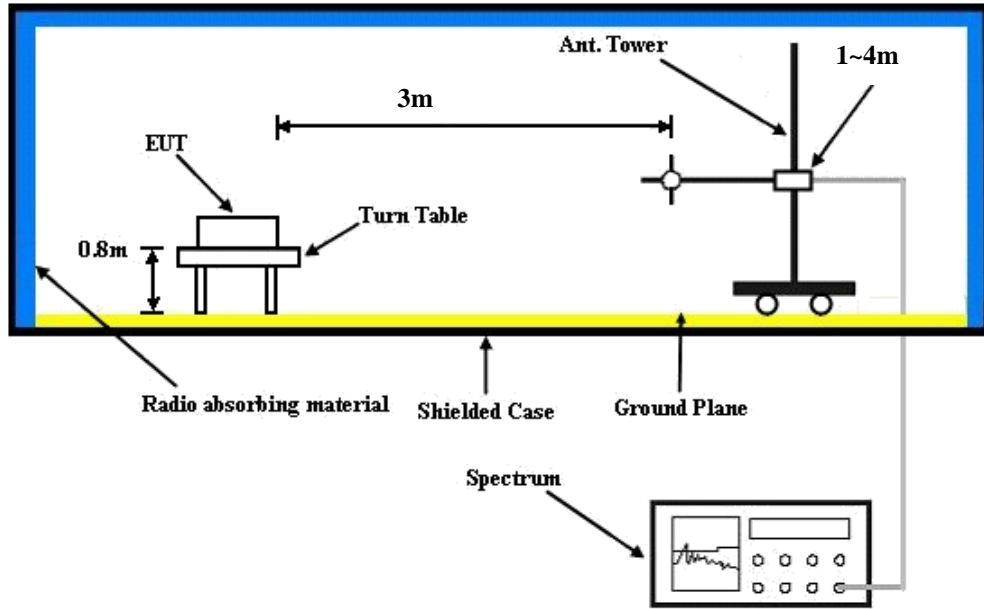 Ant. Tower
1~4m
3m
EUT
Turn Table
0.8m
Radio absorbing material
Shielded Case
Ground Plane
Spectrum